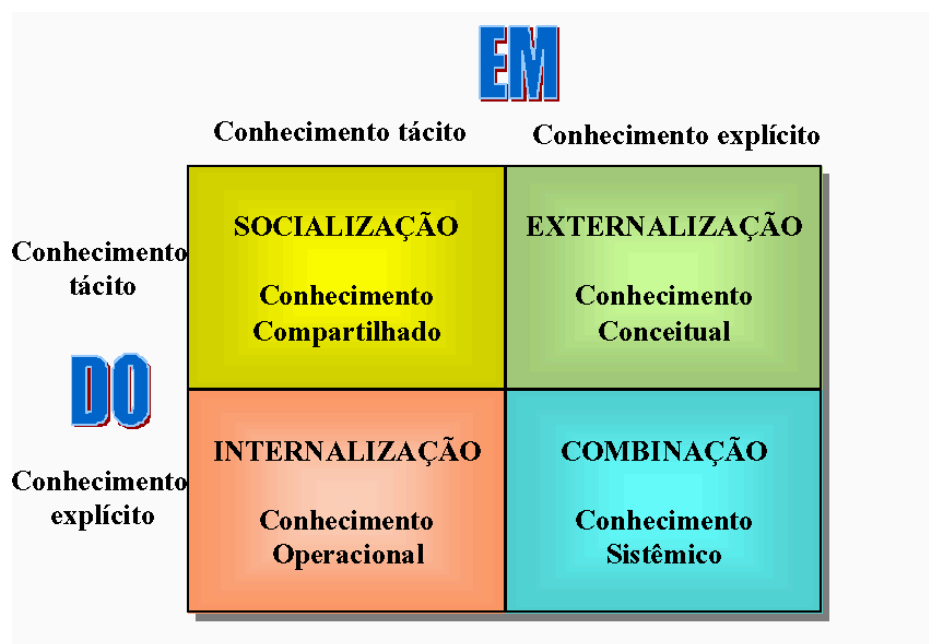 EM
Conhecimento tácito
Conhecimento explícito
Conhecimento
tácito
SOCIALIZAÇÃO
Conhecimento
Compartilhado
EXTERNALIZAÇÃO
Conhecimento
Conceitual
DO
Conhecimento
explícito
INTERNALIZAÇÃO
Conhecimento
Operacional
COMBINAÇÃO
Conhecimento
Sistêmico